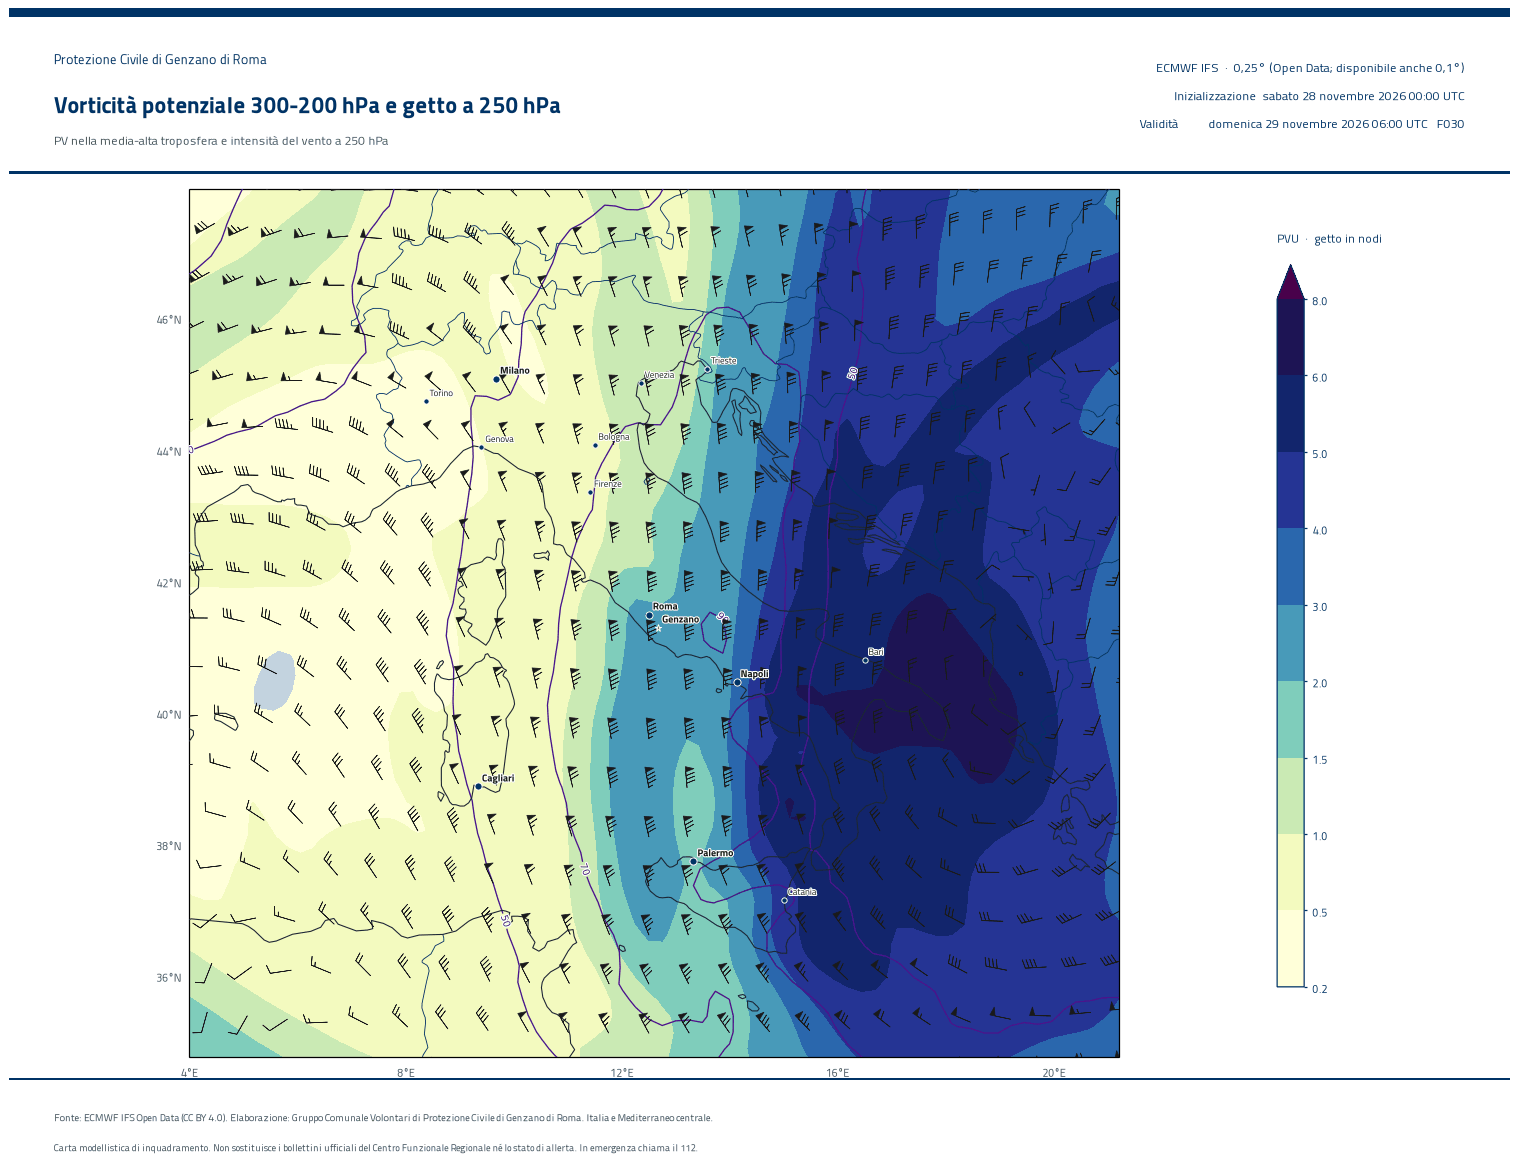 Protezione Civile di Genzano di Roma
Vorticità potenziale 300-200 hPa e getto a 250 hPa
PV nella media-alta troposfera e intensità del vento a 250 hPa
ECMWF IFS · 0,25° (Open Data; disponibile anche 0,1°)
Inizializzazione sabato 28 novembre 2026 00:00 UTC
Validità domenica 29 novembre 2026 06:00 UTC F030
PVU · getto in nodi
8.0
6.0
5.0
4.0
3.0
2.0
1.5
1.0
0.5
0.2
46°N
44°N
42°N
40°N
38°N
36°N
4°E
8°E
12°E
16°E
20°E
Trieste
50
Milano
Venezia
Torino
Bologna
Genova
Firenze
Roma
Genzano
Bari
Napoli
Cagliari
Palermo
70
Catania
50
Fonte: ECMWF IFS Open Data (CC BY 4.0). Elaborazione: Gruppo Comunale Volontari di Protezione Civile di Genzano di Roma. Italia e Mediterraneo centrale.
Carta modellistica di inquadramento. Non sostituisce i bollettini ufficiali del Centro Funzionale Regionale né lo stato di allerta. In emergenza chiama il 112.